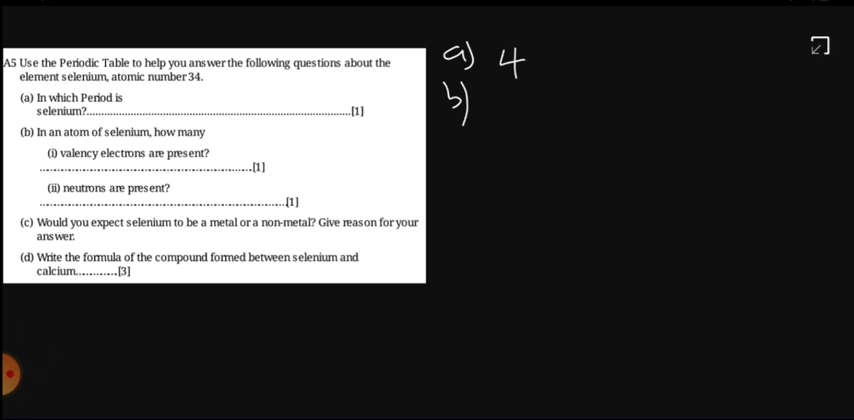 A5 Use the Periodic Table to help you answer the following questions about the
element selenium, atomic number 34.
(a) In which Period is
selenium?..........................................................................................[1]
(b) In an atom of selenium, how many
(i) valency electrons are present?
........................................................................[1]
(ii) neutrons are present?
....................................................................................[1]
(c) Would you expect selenium to be a metal or a non-metal? Give reason for your
answer.
(d) Write the formula of the compound formed between selenium and
calcium.............[3]
a) 4
b)